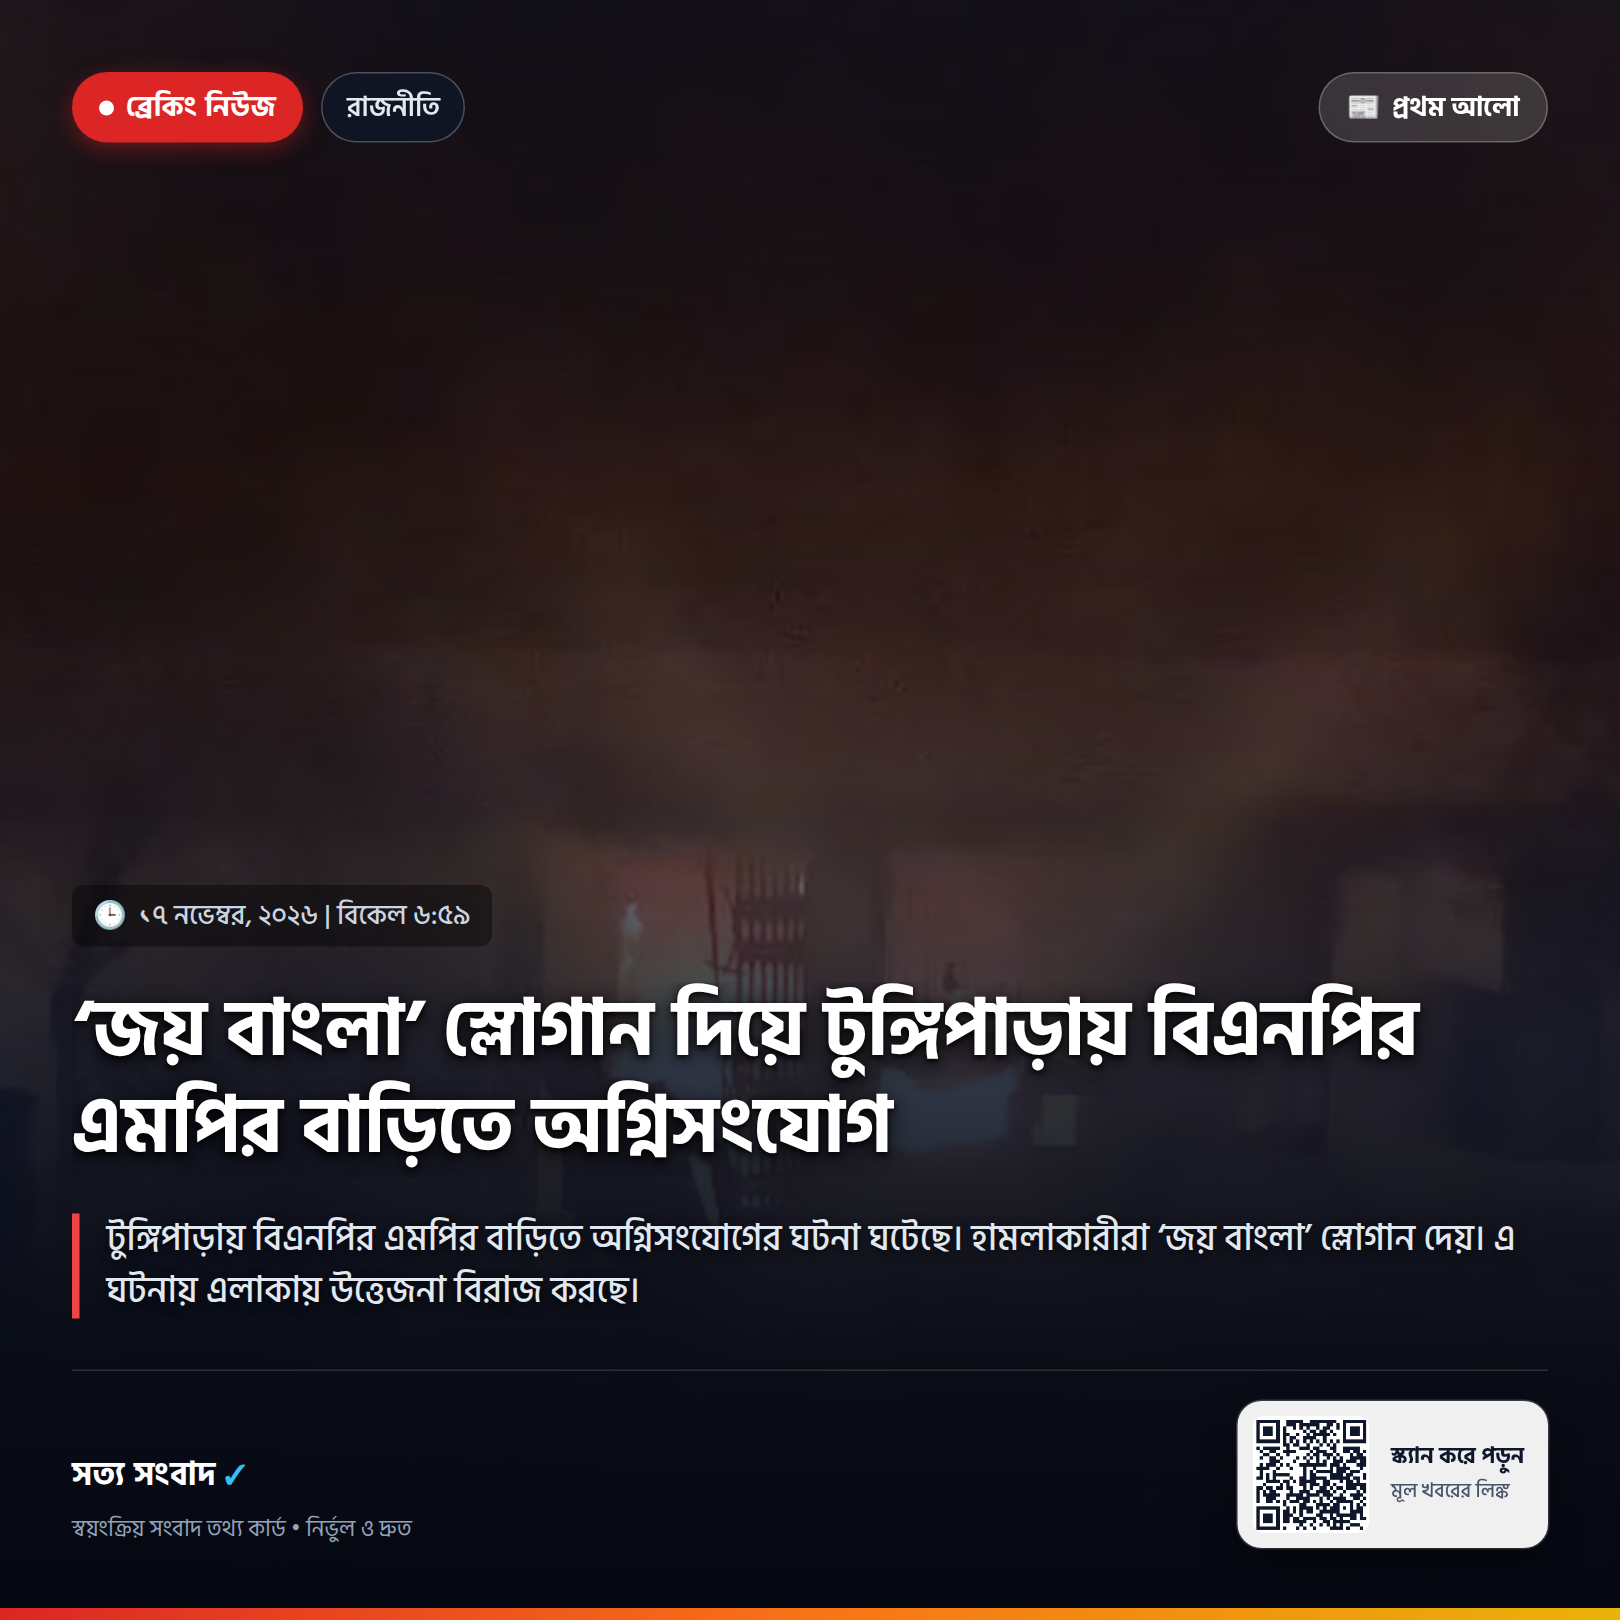 ব্রেকিং নিউজ
রাজনীতি
প্রথম আলো
১৭ নভেম্বর, ২০২৬ | বিকেল ৬:৫৯
‘জয় বাংলা’ স্লোগান দিয়ে টুঙ্গিপাড়ায় বিএনপির
এমপির বাড়িতে অগ্নিসংযোগ
টুঙ্গিপাড়ায় বিএনপির এমপির বাড়িতে অগ্নিসংযোগের ঘটনা ঘটেছে। হামলাকারীরা ‘জয় বাংলা’ স্লোগান দেয়। এ
ঘটনায় এলাকায় উত্তেজনা বিরাজ করছে।
সত্য সংবাদ ✓
স্বয়ংক্রিয় সংবাদ তথ্য কার্ড • নির্ভুল ও দ্রুত
স্ক্যান করে পড়ুন
মূল খবরের লিঙ্ক